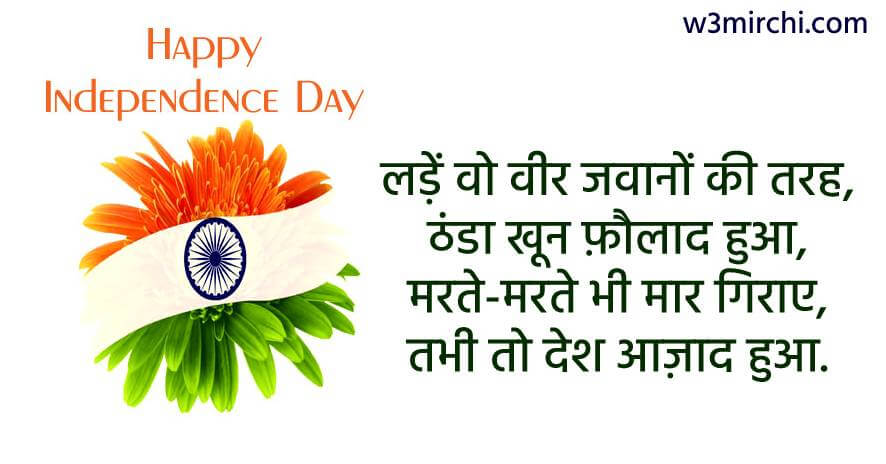 w3mirchi.com
Happy
Independence Day
लड़ें वो वीर जवानों की तरह,
ठंडा खून फ़ौलाद हुआ,
मरते-मरते भी मार गिराए,
तभी तो देश आज़ाद हुआ.